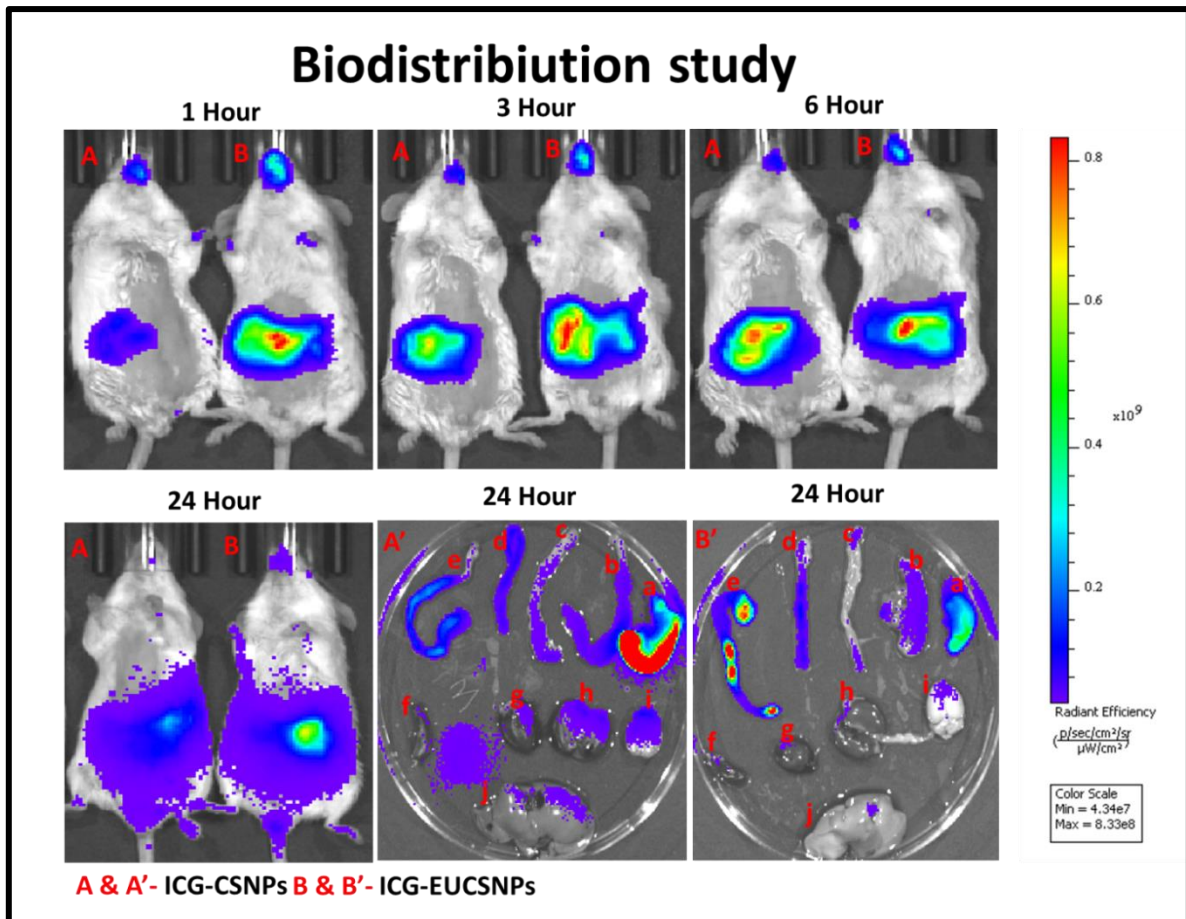 Biodistribiution study
1 Hour
3 Hour
6 Hour
A
B
A
B
A
B
0.8
0.6
x10⁹
0.4
0.2
Radiant Efficiency
(p/sec/cm²/sr
µW/cm²)
Color Scale
Min = 4.34e7
Max = 8.33e8
24 Hour
24 Hour
24 Hour
A
B
A’
e
d
c
b
a
f
g
h
i
j
B’
e
d
c
b
a
f
g
h
i
j
A & A’- ICG-CSNPs B & B’- ICG-EUCSNPs